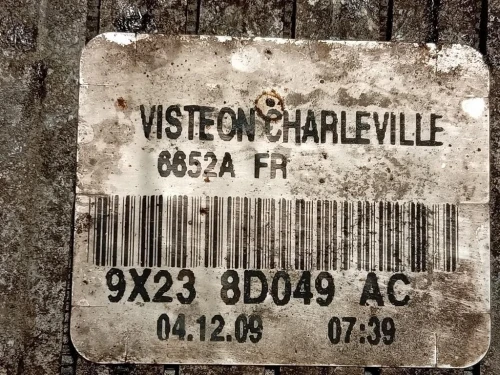 VISTEON CHARLEVILLE
6652A FR
9X23 8D049 AC
04.12.09 07:39